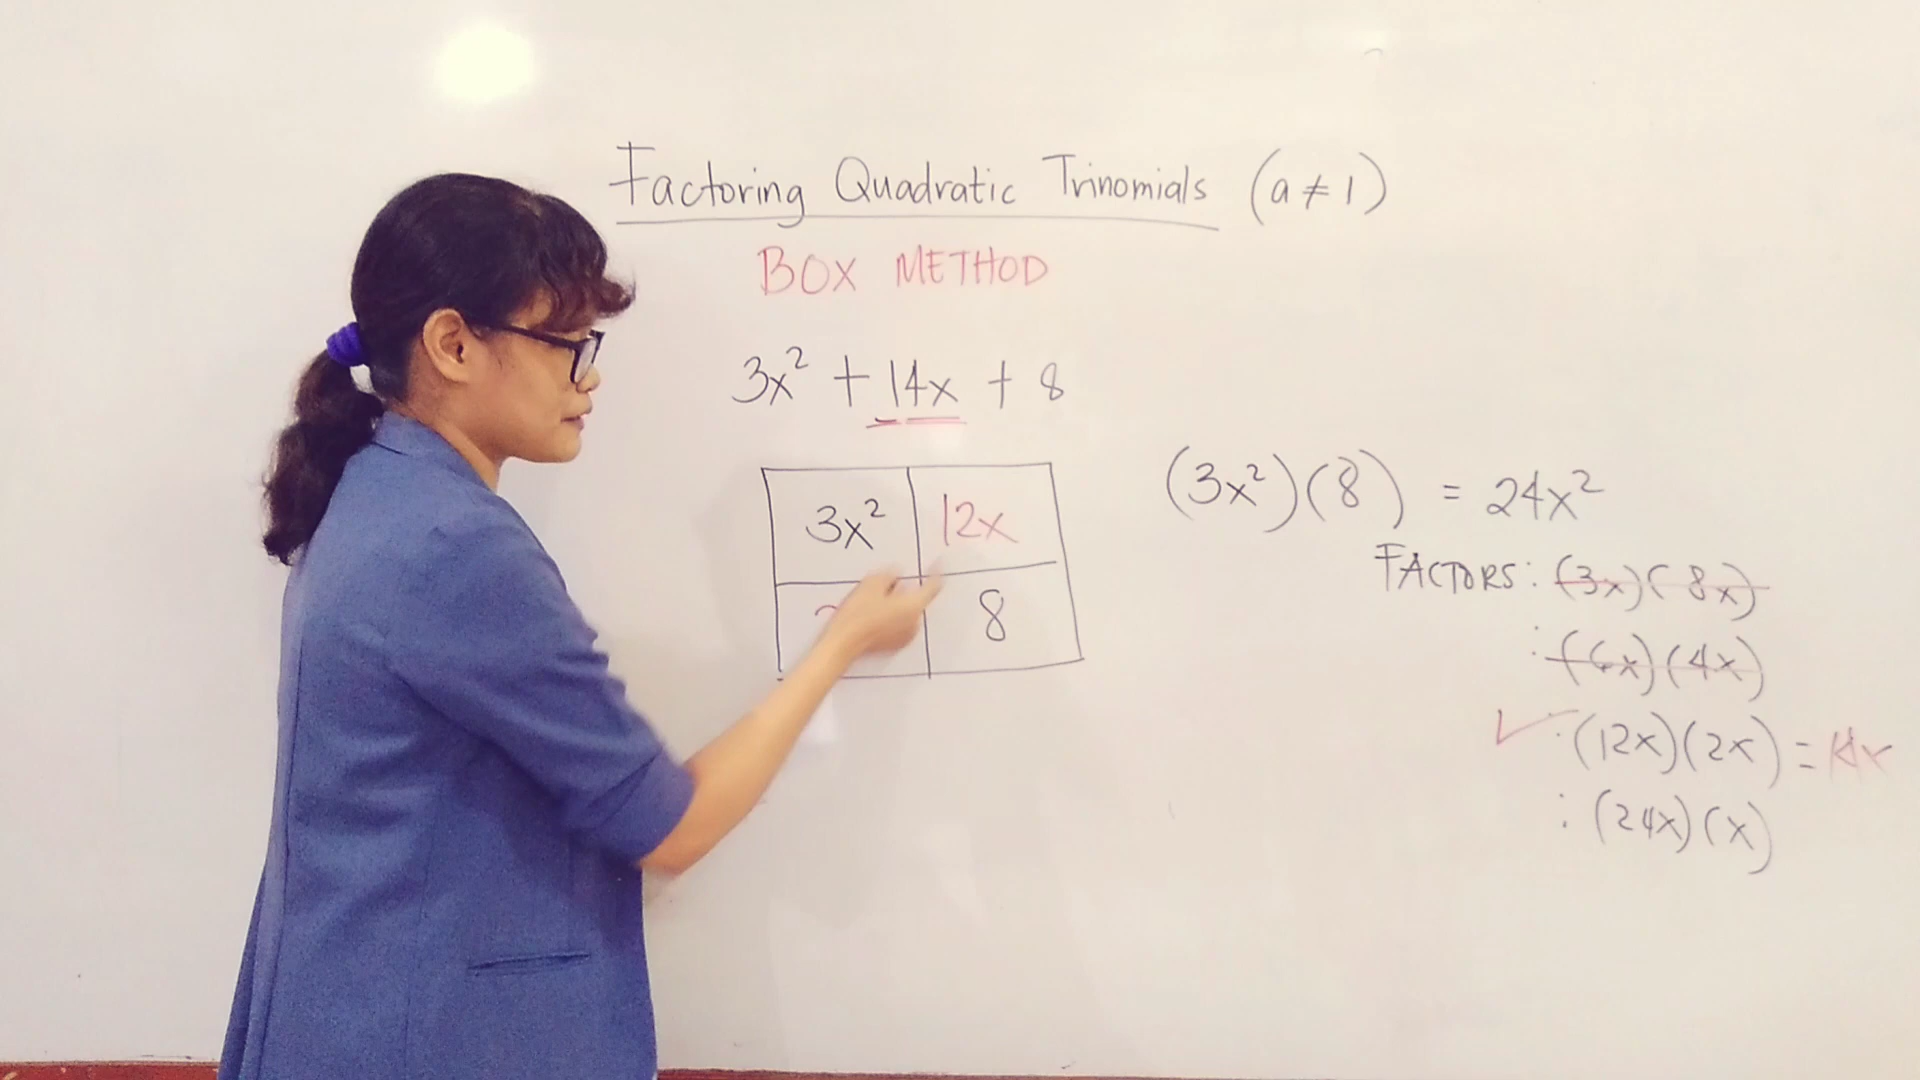 Factoring Quadratic Trinomials (a ≠ 1)
BOX METHOD
3x² + 14x + 8
3x² 12x
8
(3x²)(8) = 24x²
FACTORS: (3x)(8x)
: (6x)(4x)
✓ : (12x)(2x) = 14x
: (24x)(x)